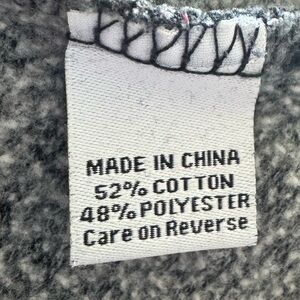 MADE IN CHINA
52% COTTON
48% POLYESTER
Care on Reverse